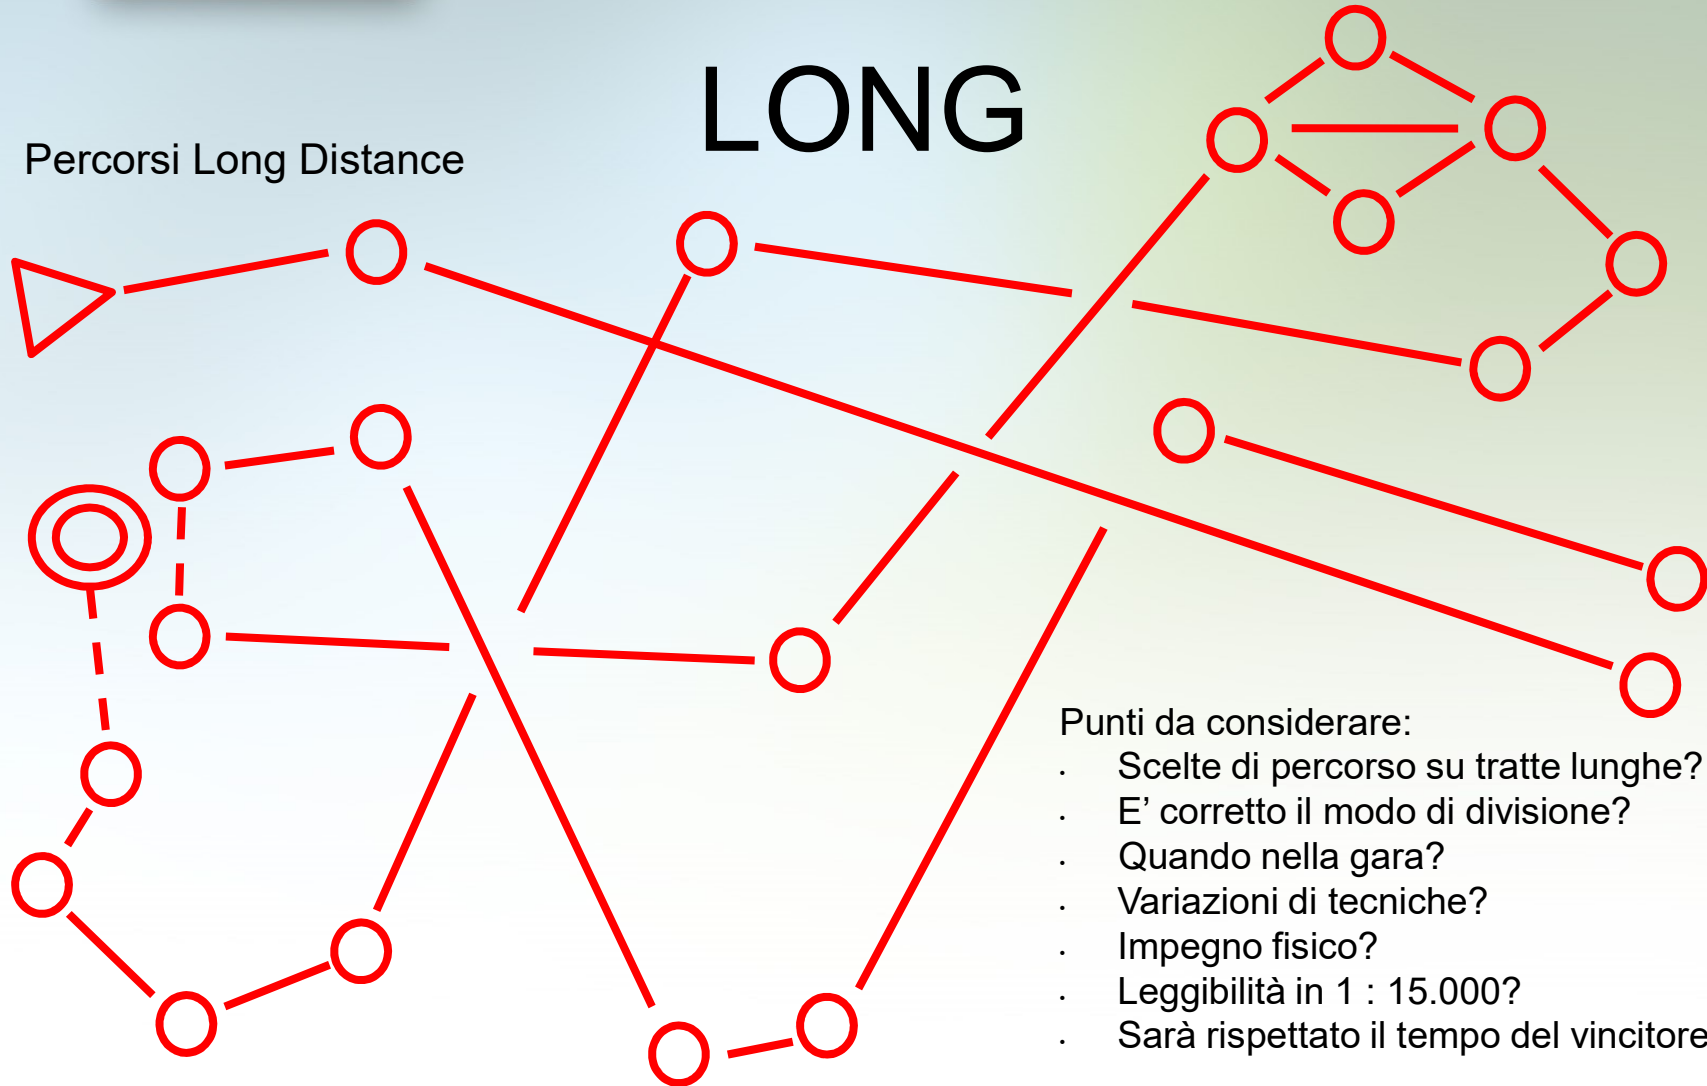 LONG
Percorsi Long Distance
Punti da considerare:
· Scelte di percorso su tratte lunghe?
· E’ corretto il modo di divisione?
· Quando nella gara?
· Variazioni di tecniche?
· Impegno fisico?
· Leggibilità in 1 : 15.000?
· Sarà rispettato il tempo del vincitore